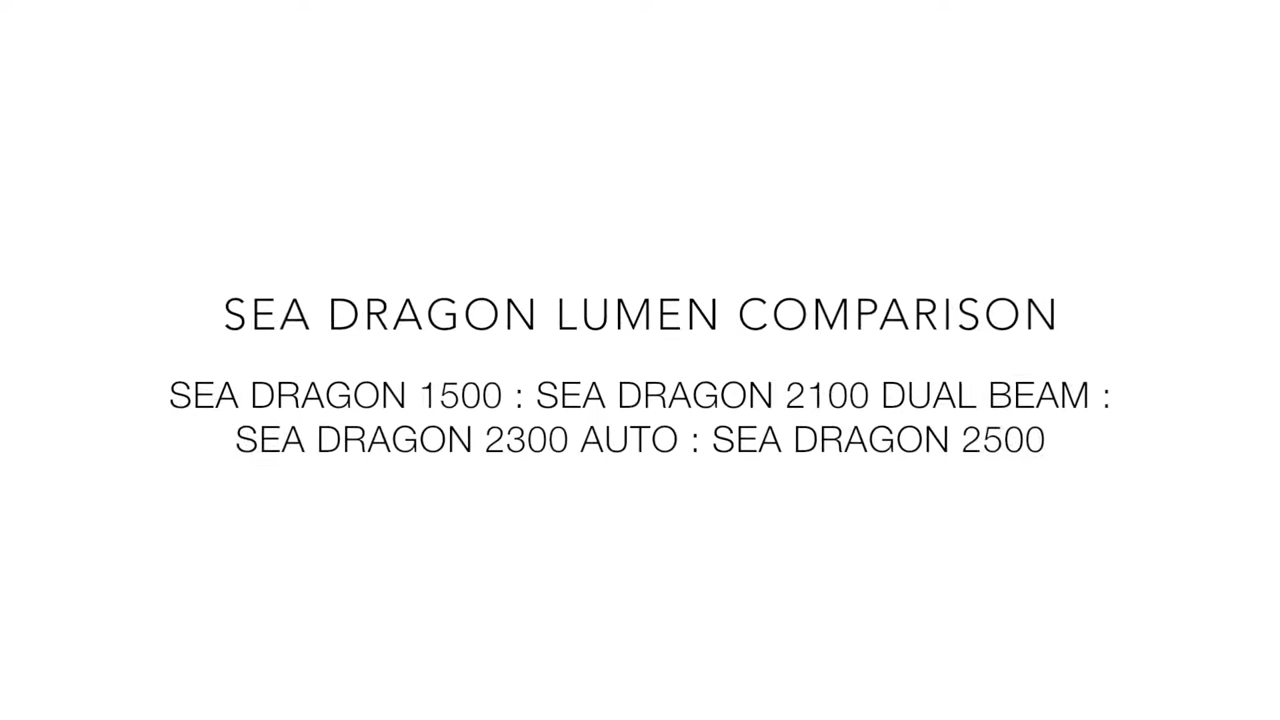 SEA DRAGON LUMEN COMPARISON
SEA DRAGON 1500 : SEA DRAGON 2100 DUAL BEAM :
SEA DRAGON 2300 AUTO : SEA DRAGON 2500